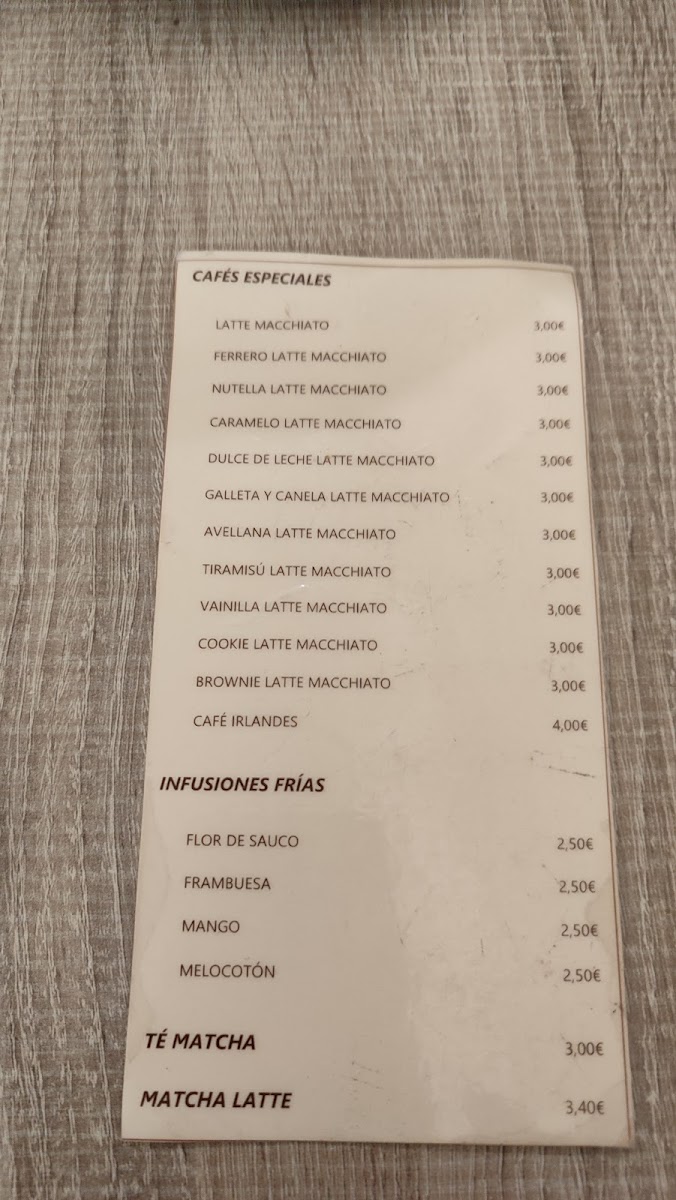 CAFÉS ESPECIALES
LATTE MACCHIATO 3,00€
FERRERO LATTE MACCHIATO 3,00€
NUTELLA LATTE MACCHIATO 3,00€
CARAMELO LATTE MACCHIATO 3,00€
DULCE DE LECHE LATTE MACCHIATO 3,00€
GALLETA Y CANELA LATTE MACCHIATO 3,00€
AVELLANA LATTE MACCHIATO 3,00€
TIRAMISÚ LATTE MACCHIATO 3,00€
VAINILLA LATTE MACCHIATO 3,00€
COOKIE LATTE MACCHIATO 3,00€
BROWNIE LATTE MACCHIATO 3,00€
CAFÉ IRLANDES 4,00€
INFUSIONES FRÍAS
FLOR DE SAUCO 2,50€
FRAMBUESA 2,50€
MANGO 2,50€
MELOCOTÓN 2,50€
TÉ MATCHA 3,00€
MATCHA LATTE 3,40€